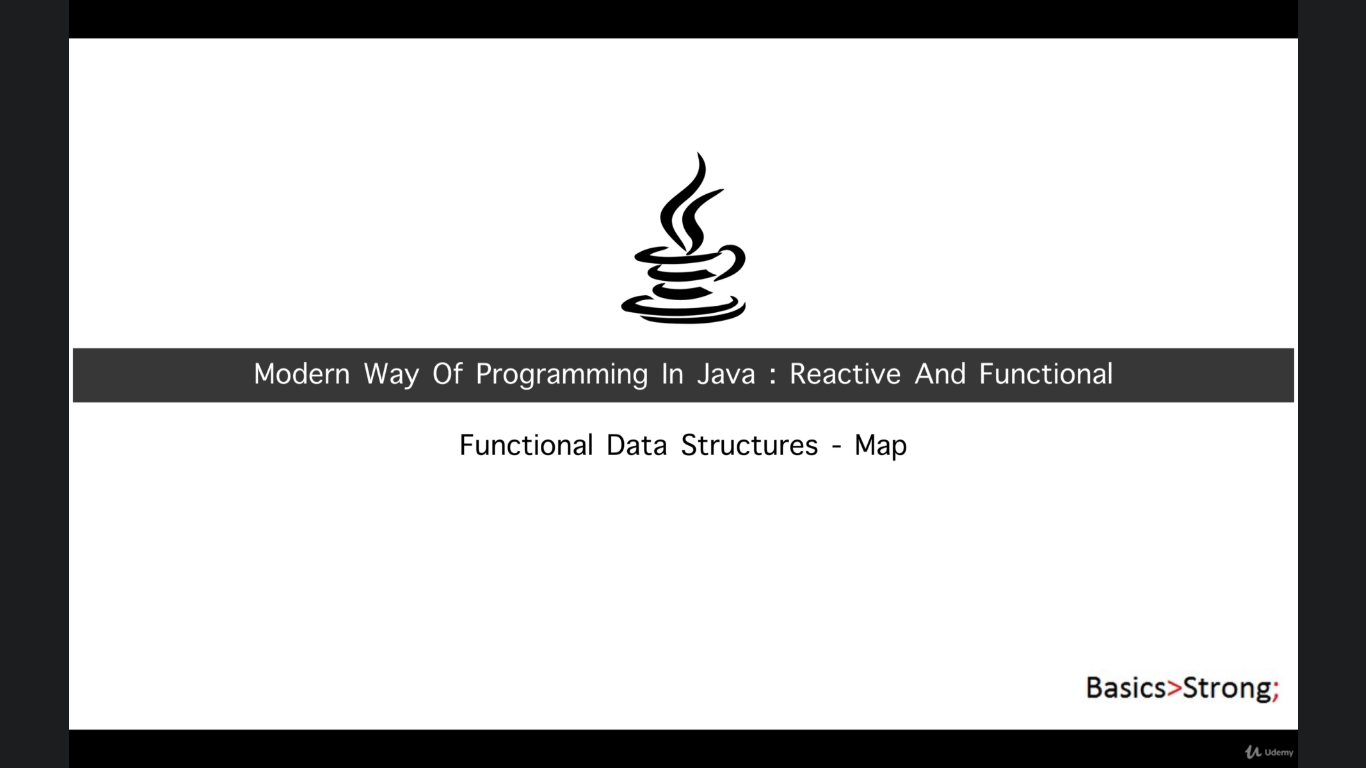 Modern Way Of Programming In Java : Reactive And Functional
Functional Data Structures - Map
Basics>Strong;
Udemy